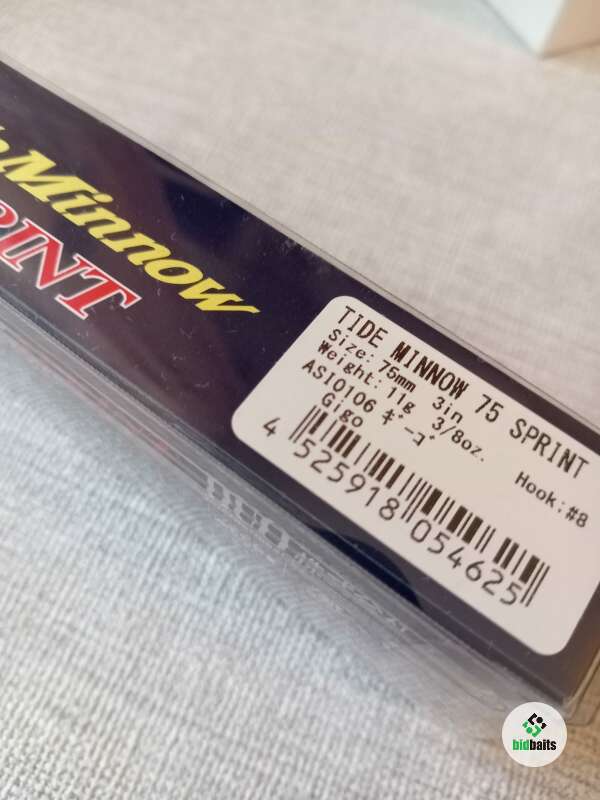 Minnow
RINT
TIDE MINNOW 75 SPRINT
Size: 75mm 3in
Weight: 11g 3/8oz.
Hook:#8
ASI0106 ギーゴ
Gigo
4 525918 054625
bidbaits